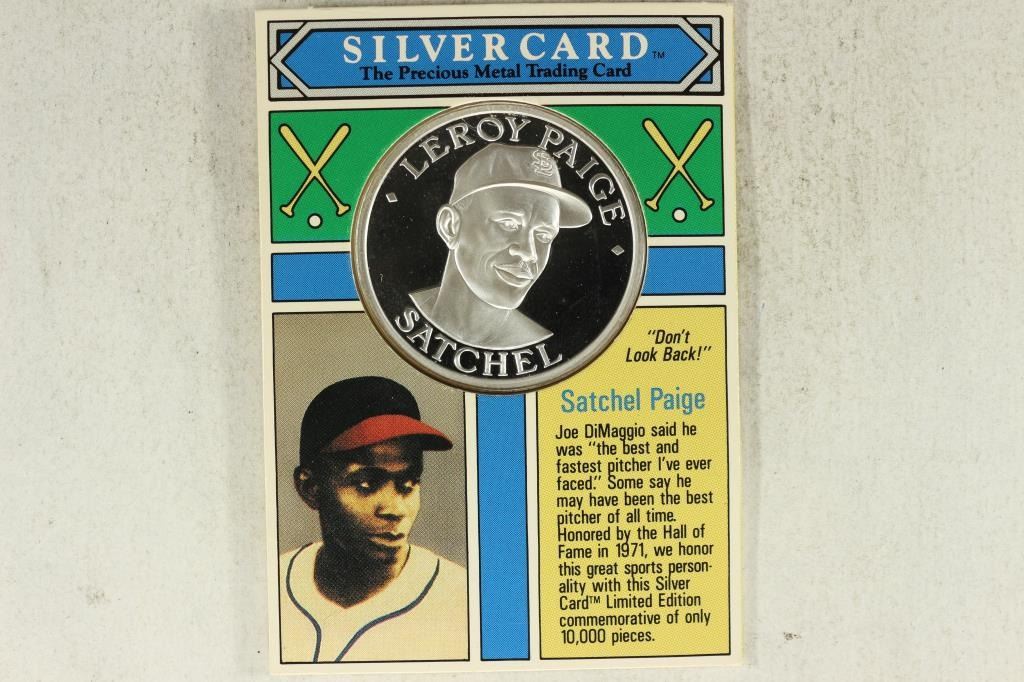 SILVER CARD™
The Precious Metal Trading Card
LEROY PAIGE
SATCHEL
"Don't
Look Back!"
Satchel Paige
Joe DiMaggio said he
was "the best and
fastest pitcher I've ever
faced." Some say he
may have been the best
pitcher of all time.
Honored by the Hall of
Fame in 1971, we honor
this great sports person-
ality with this Silver
Card™ Limited Edition
commemorative of only
10,000 pieces.